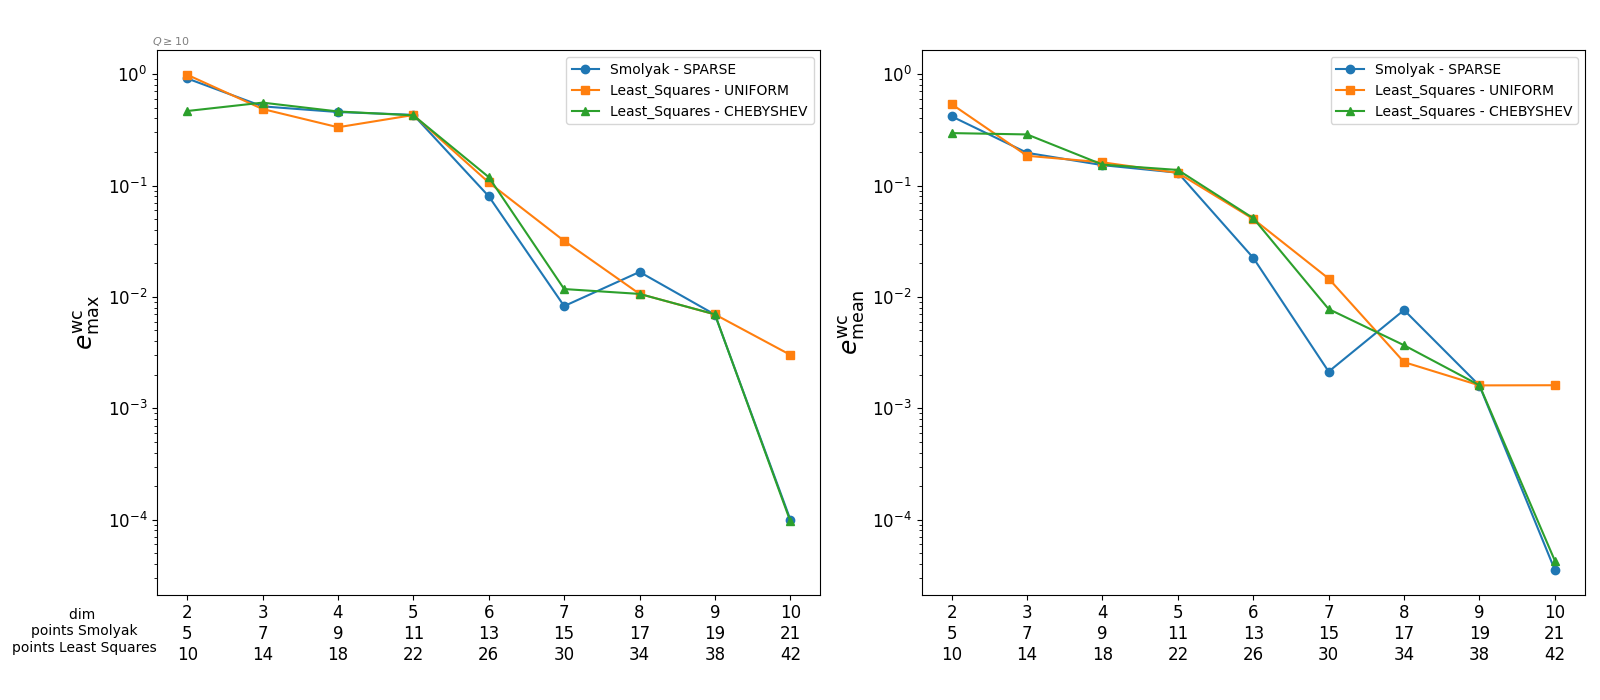 Q ≥ 10
10⁰
10⁻¹
10⁻²
10⁻³
10⁻⁴
e^wc_max
Smolyak - SPARSE
Least_Squares - UNIFORM
Least_Squares - CHEBYSHEV
dim 2 3 4 5 6 7 8 9 10
points Smolyak 5 7 9 11 13 15 17 19 21
points Least Squares 10 14 18 22 26 30 34 38 42
10⁰
10⁻¹
10⁻²
10⁻³
10⁻⁴
e^wc_mean
Smolyak - SPARSE
Least_Squares - UNIFORM
Least_Squares - CHEBYSHEV
2 3 4 5 6 7 8 9 10
5 7 9 11 13 15 17 19 21
10 14 18 22 26 30 34 38 42